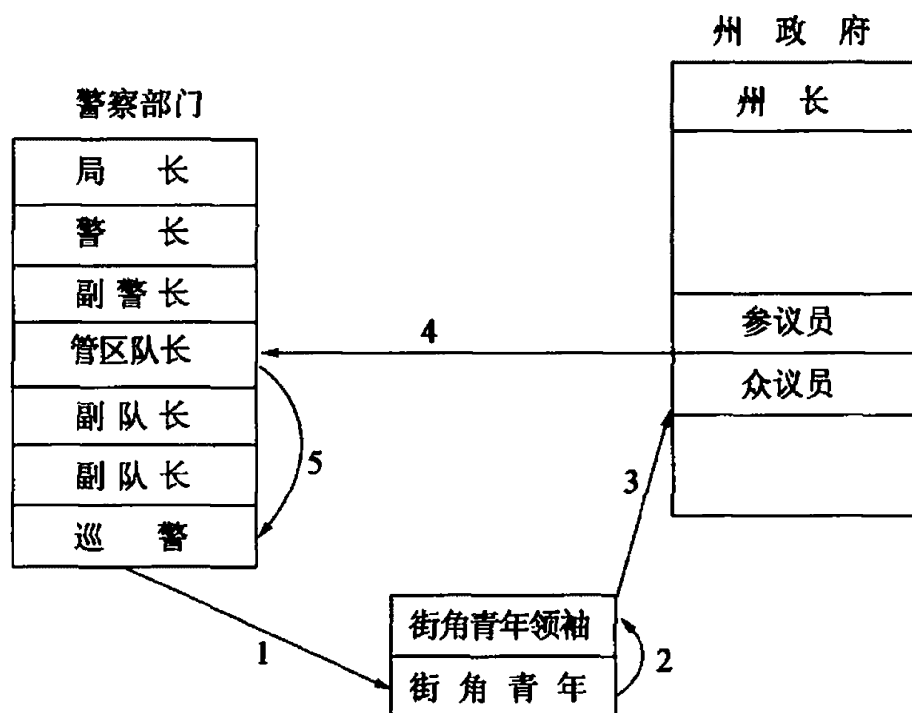 州政府
州长
参议员
众议员
警察部门
局长
警长
副警长
管区队长
副队长
副队长
巡警
4
5
3
1
2
街角青年领袖
街角青年